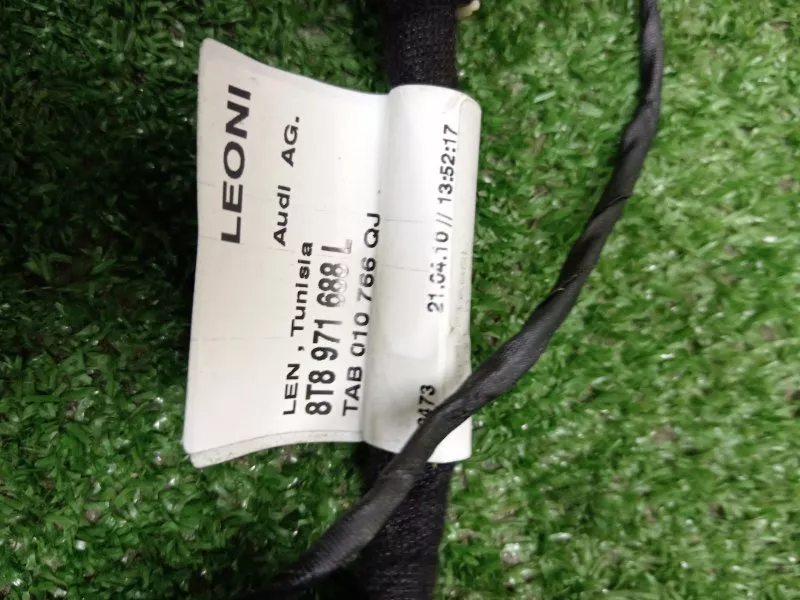 LEONI
Audi AG.
LEN , Tunisia
8T8 971 688 L
TAB 010 766 QJ
21.04.10 // 13:52:17